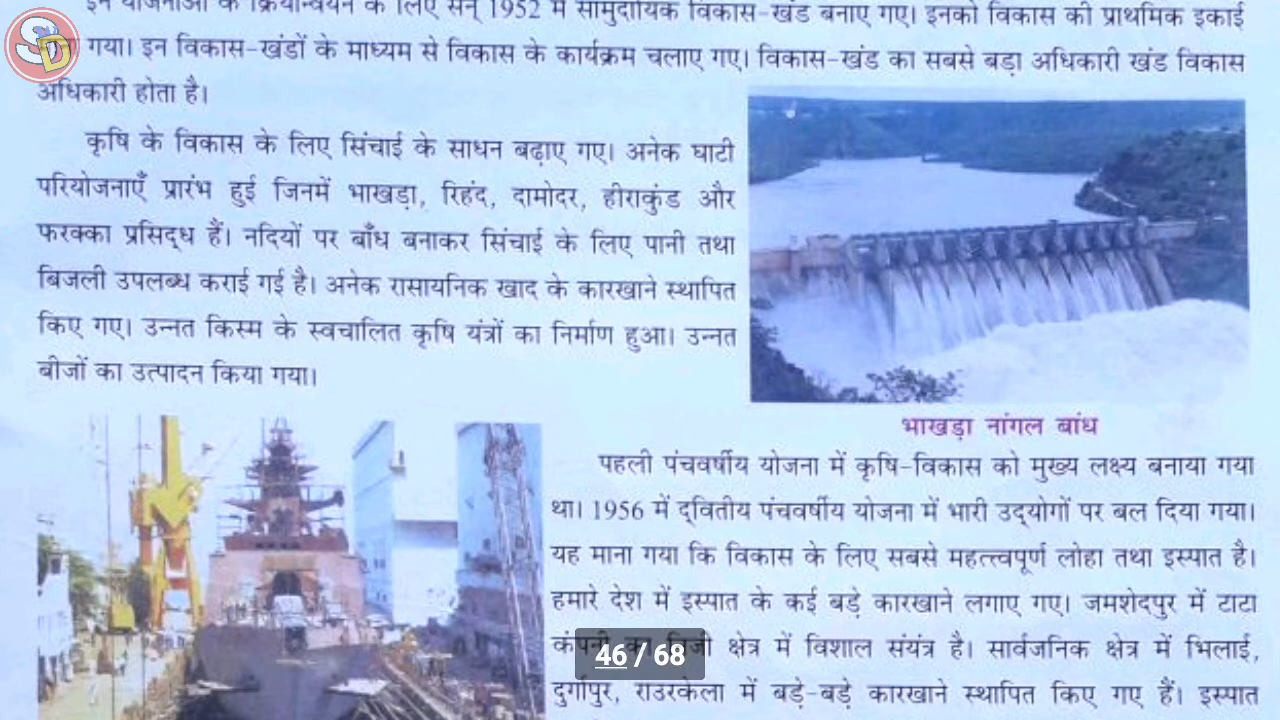 इन योजनाओं के क्रियान्वयन के लिए सन् 1952 में सामुदायिक विकास-खंड बनाए गए। इनको विकास की प्राथमिक इकाई
गया। इन विकास-खंडों के माध्यम से विकास के कार्यक्रम चलाए गए। विकास-खंड का सबसे बड़ा अधिकारी खंड विकास
अधिकारी होता है।
कृषि के विकास के लिए सिंचाई के साधन बढ़ाए गए। अनेक घाटी
परियोजनाएँ प्रारंभ हुई जिनमें भाखड़ा, रिहंद, दामोदर, हीराकुंड और
फरक्का प्रसिद्ध हैं। नदियों पर बाँध बनाकर सिंचाई के लिए पानी तथा
बिजली उपलब्ध कराई गई है। अनेक रासायनिक खाद के कारखाने स्थापित
किए गए। उन्नत किस्म के स्वचालित कृषि यंत्रों का निर्माण हुआ। उन्नत
बीजों का उत्पादन किया गया।
भाखड़ा नांगल बांध
पहली पंचवर्षीय योजना में कृषि-विकास को मुख्य लक्ष्य बनाया गया
था। 1956 में द्वितीय पंचवर्षीय योजना में भारी उद्योगों पर बल दिया गया।
यह माना गया कि विकास के लिए सबसे महत्त्वपूर्ण लोहा तथा इस्पात है।
हमारे देश में इस्पात के कई बड़े कारखाने लगाए गए। जमशेदपुर में टाटा
कंपनी का निजी क्षेत्र में विशाल संयंत्र है। सार्वजनिक क्षेत्र में भिलाई,
दुर्गापुर, राउरकेला में बड़े-बड़े कारखाने स्थापित किए गए हैं। इस्पात
46 / 68
SD